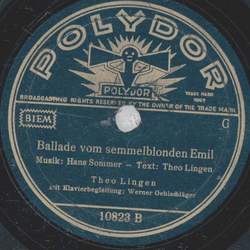 POLYDOR
TRADE MARK
POLYDOR
BROADCASTING RIGHTS RESERVED BY THE OWNER OF THE TRADE MARK
BIEM
G
Ballade vom semmelblonden Emil
Musik: Hans Sommer – Text: Theo Lingen
Theo Lingen
mit Klavierbegleitung: Werner Oehlschläger
10823 B